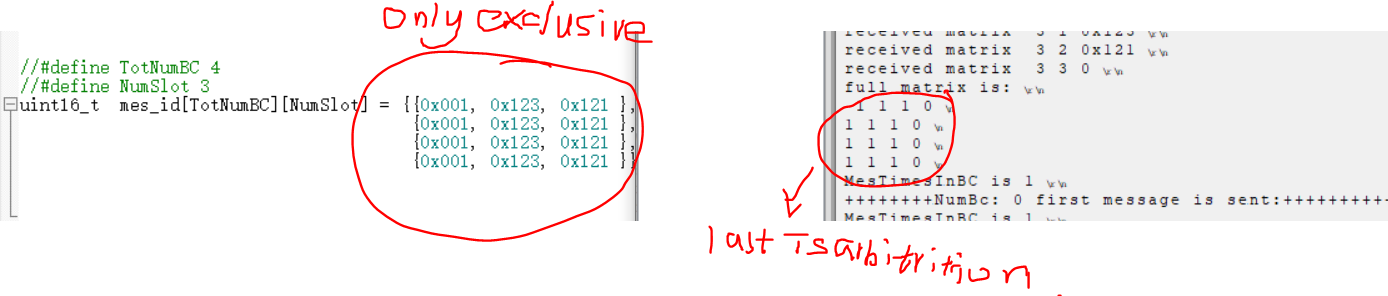 only exclusive
//#define TotNumBC 4
//#define NumSlot 3
uint16_t mes_id[TotNumBC][NumSlot] = {{0x001, 0x123, 0x121 },
{0x001, 0x123, 0x121 },
{0x001, 0x123, 0x121 },
{0x001, 0x123, 0x121 }}
received matrix 3 1 0x123 \r\n
received matrix 3 2 0x121 \r\n
received matrix 3 3 0 \r\n
full matrix is: \r\n
1 1 1 0 \n
1 1 1 0 \n
1 1 1 0 \n
1 1 1 0 \n
MesTimesInBC is 1 \r\n
++++++++NumBc: 0 first message is sent:++++++++++
MesTimesInBC is 1 \r\n
last is arbitrition